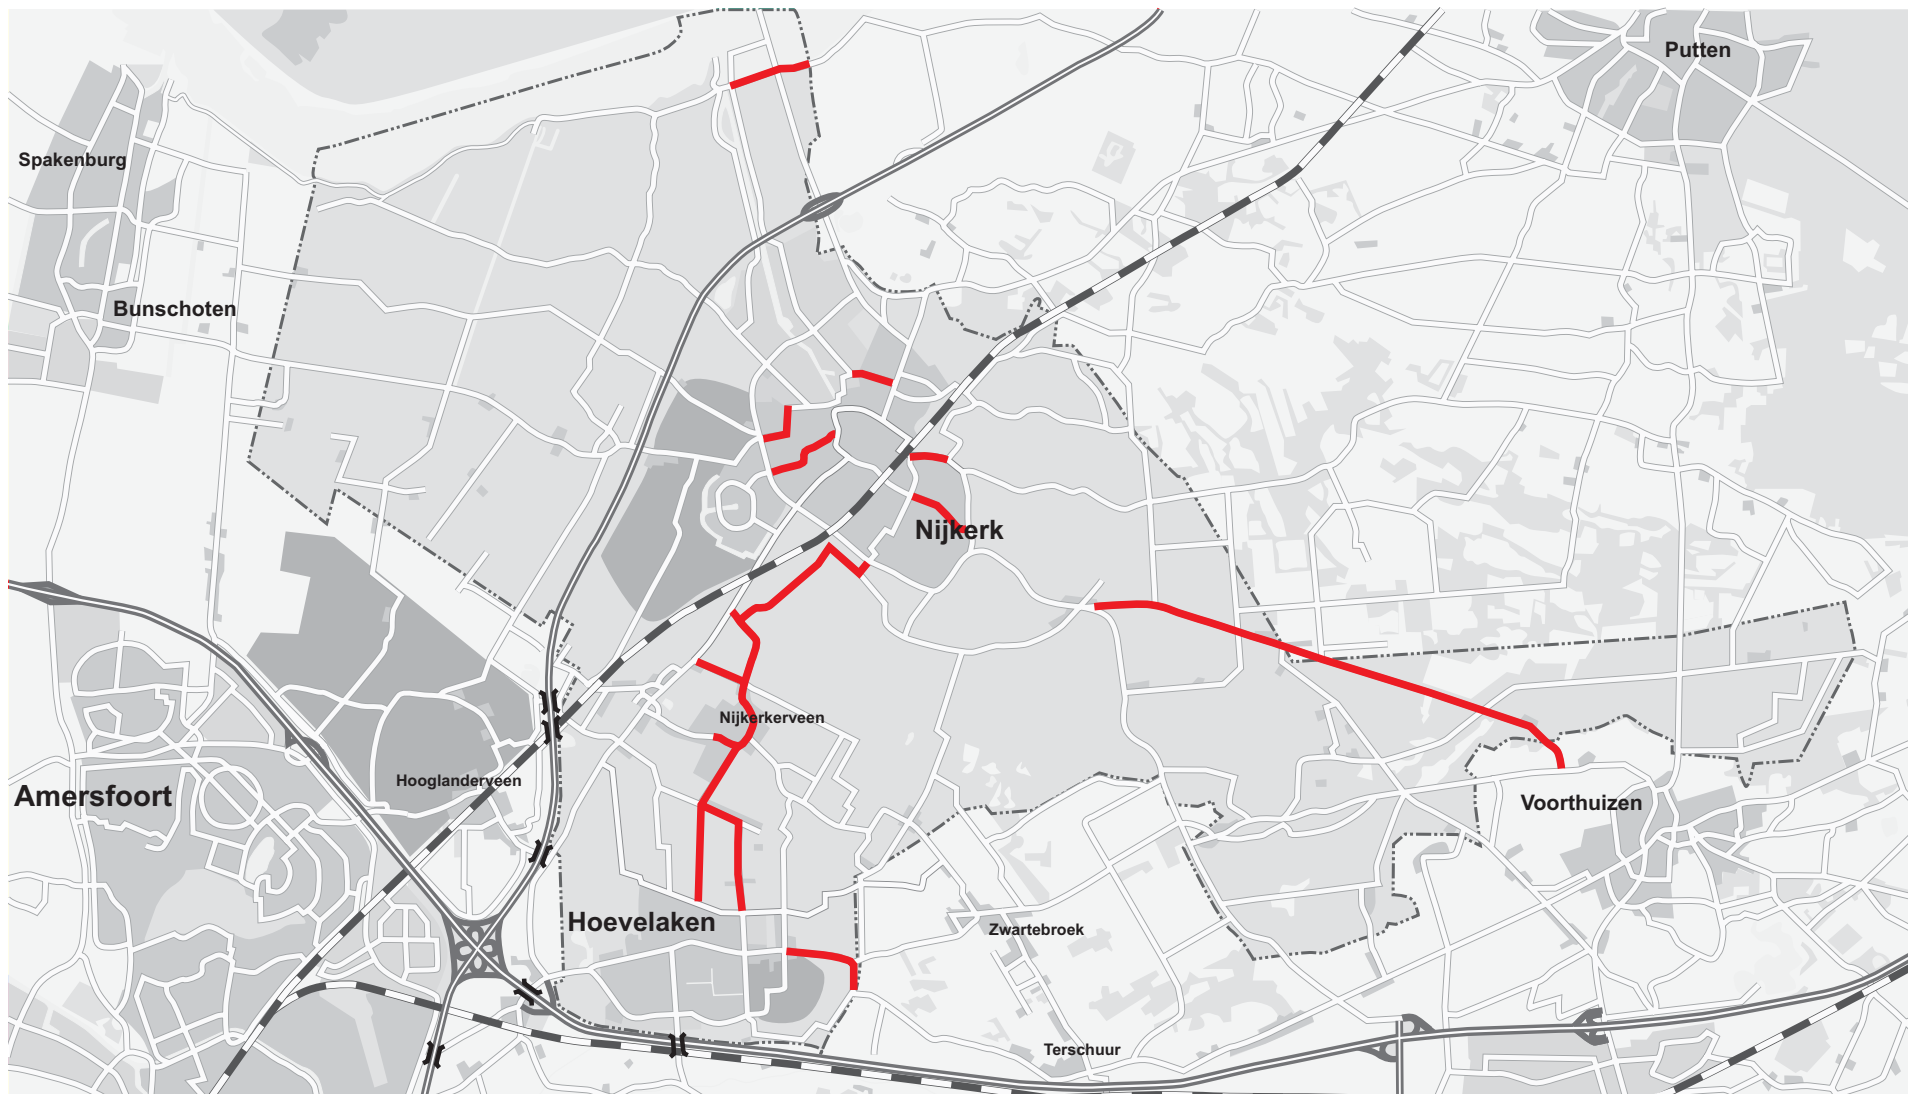 Putten
Spakenburg
Bunschoten
Nijkerk
Nijkerkerveen
Hooglanderveen
Amersfoort
Voorthuizen
Hoevelaken
Zwartebroek
Terschuur